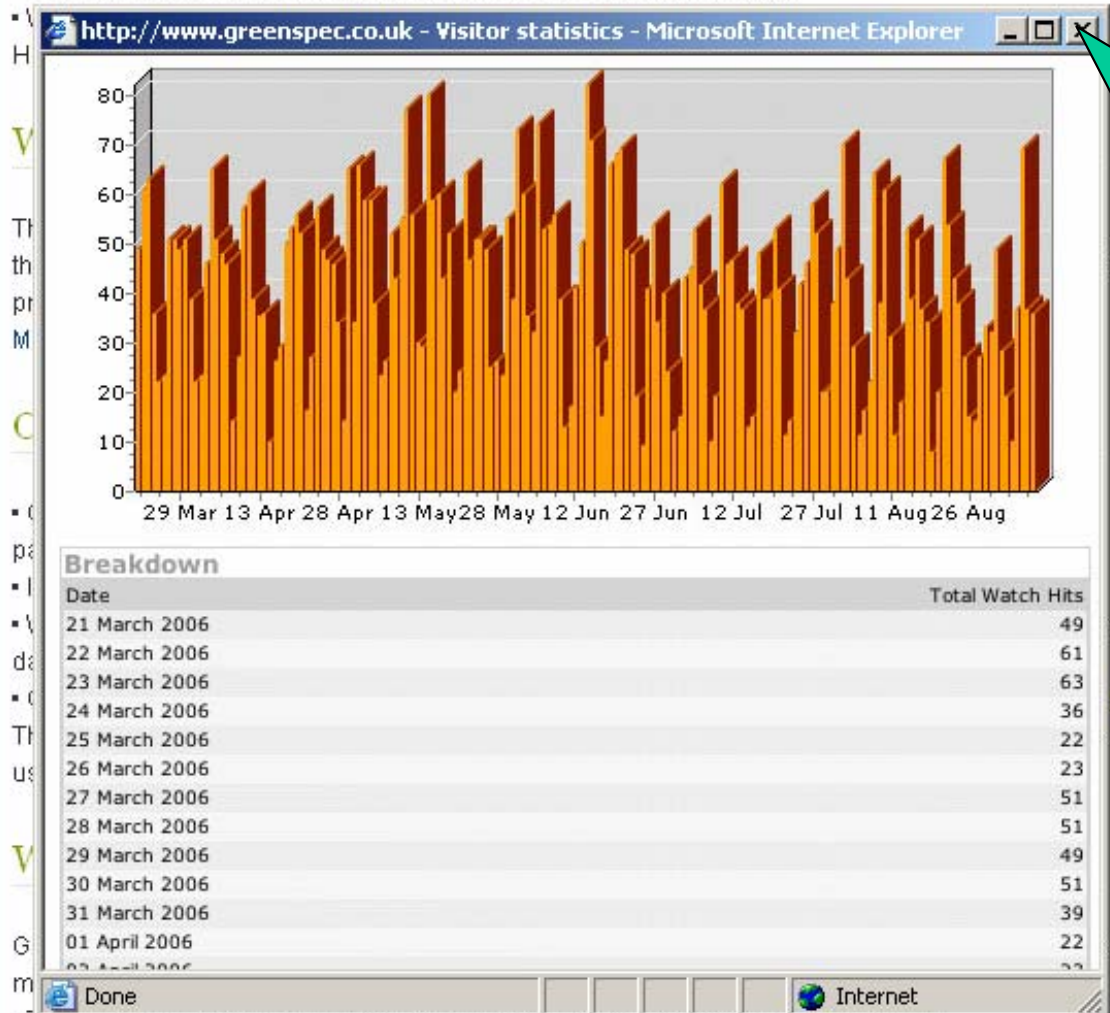 http://www.greenspec.co.uk - Visitor statistics - Microsoft Internet Explorer
80
70
60
50
40
30
20
10
0
29 Mar 13 Apr 28 Apr 13 May 28 May 12 Jun 27 Jun 12 Jul 27 Jul 11 Aug 26 Aug
Breakdown
Date Total Watch Hits
21 March 2006 49
22 March 2006 61
23 March 2006 63
24 March 2006 36
25 March 2006 22
26 March 2006 23
27 March 2006 51
28 March 2006 51
29 March 2006 49
30 March 2006 51
31 March 2006 39
01 April 2006 22
Done Internet